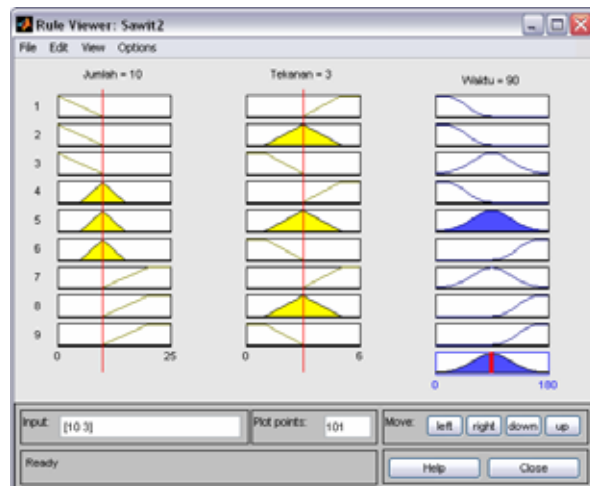 Rule Viewer: Sawit2
File Edit View Options
Jumlah = 10 Tekanan = 3 Waktu = 90
1
2
3
4
5
6
7
8
9
0 25 0 6
0 180
Input: [10 3] Plot points: 101 Move: left right down up
Ready Help Close